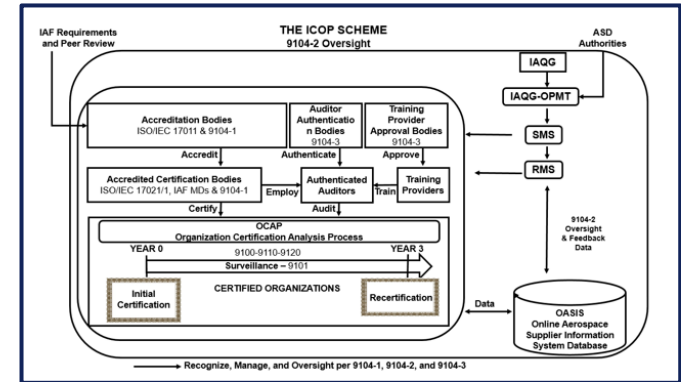 THE ICOP SCHEME
9104-2 Oversight
IAF Requirements
and Peer Review
ASD
Authorities
IAQG
IAQG-OPMT
SMS
RMS
Accreditation Bodies
ISO/IEC 17011 & 9104-1
Auditor
Authenticatio
n Bodies
9104-3
Training
Provider
Approval Bodies
9104-3
Accredit
Authenticate
Approve
Accredited Certification Bodies
ISO/IEC 17021/1, IAF MDs & 9104-1
Employ
Authenticated
Auditors
Train
Training
Providers
Certify
Audit
OCAP
Organization Certification Analysis Process
YEAR 0
9100-9110-9120
YEAR 3
Surveillance – 9101
Initial
Certification
CERTIFIED ORGANIZATIONS
Recertification
9104-2
Oversight
& Feedback
Data
Data
OASIS
Online Aerospace
Supplier Information
System Database
Recognize, Manage, and Oversight per 9104-1, 9104-2, and 9104-3